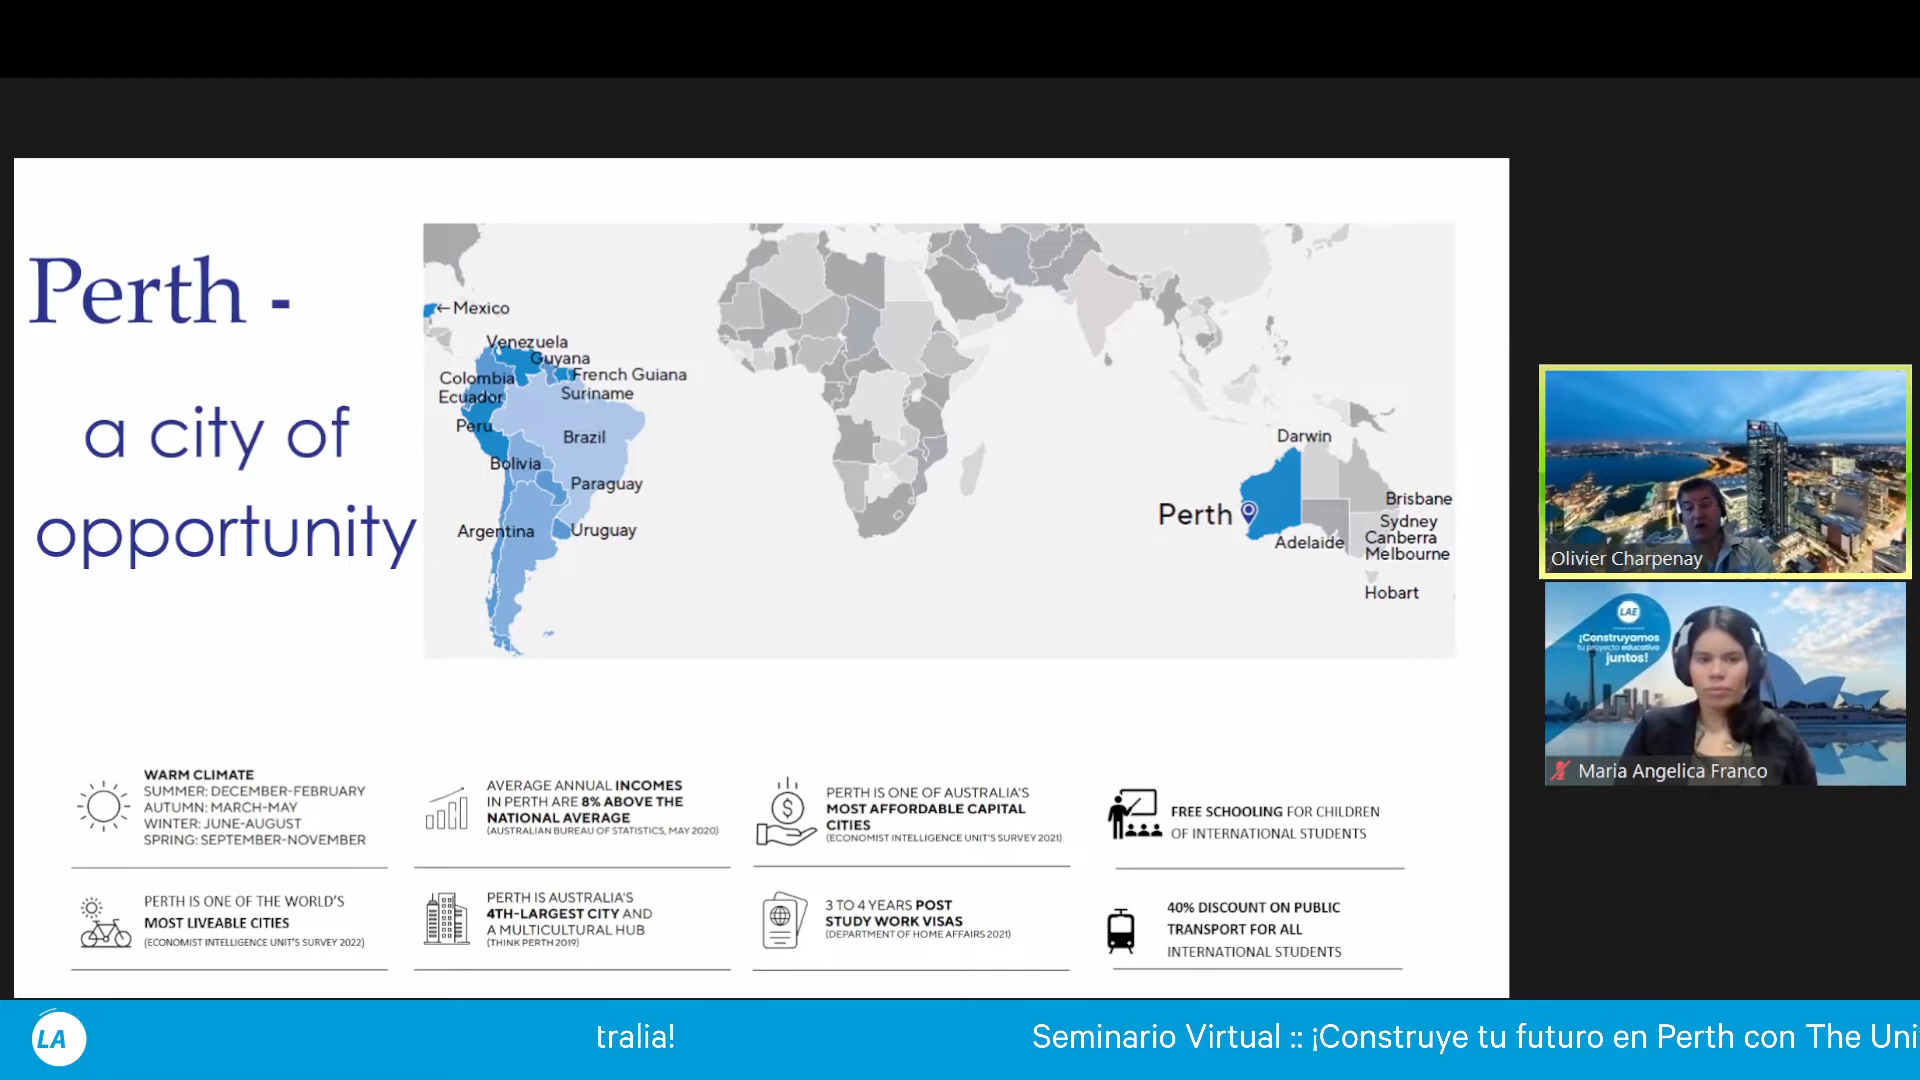 Perth -
a city of
opportunity
←Mexico
Venezuela
Guyana
French Guiana
Colombia
Suriname
Ecuador
Peru
Brazil
Bolivia
Paraguay
Argentina
Uruguay
Darwin
Perth
Brisbane
Sydney
Canberra
Adelaide
Melbourne
Hobart
WARM CLIMATE
SUMMER: DECEMBER-FEBRUARY
AUTUMN: MARCH-MAY
WINTER: JUNE-AUGUST
SPRING: SEPTEMBER-NOVEMBER
AVERAGE ANNUAL INCOMES
IN PERTH ARE 8% ABOVE THE
NATIONAL AVERAGE
(AUSTRALIAN BUREAU OF STATISTICS, MAY 2020)
PERTH IS ONE OF AUSTRALIA'S
MOST AFFORDABLE CAPITAL
CITIES
(ECONOMIST INTELLIGENCE UNIT'S SURVEY 2021)
FREE SCHOOLING FOR CHILDREN
OF INTERNATIONAL STUDENTS
PERTH IS ONE OF THE WORLD'S
MOST LIVEABLE CITIES
(ECONOMIST INTELLIGENCE UNIT'S SURVEY 2022)
PERTH IS AUSTRALIA'S
4TH-LARGEST CITY AND
A MULTICULTURAL HUB
(THINK PERTH 2019)
3 TO 4 YEARS POST
STUDY WORK VISAS
(DEPARTMENT OF HOME AFFAIRS 2021)
40% DISCOUNT ON PUBLIC
TRANSPORT FOR ALL
INTERNATIONAL STUDENTS
Olivier Charpenay
LAE
¡Construyamos
tu proyecto educativo
juntos!
Maria Angelica Franco
LA
tralia!
Seminario Virtual :: ¡Construye tu futuro en Perth con The Uni